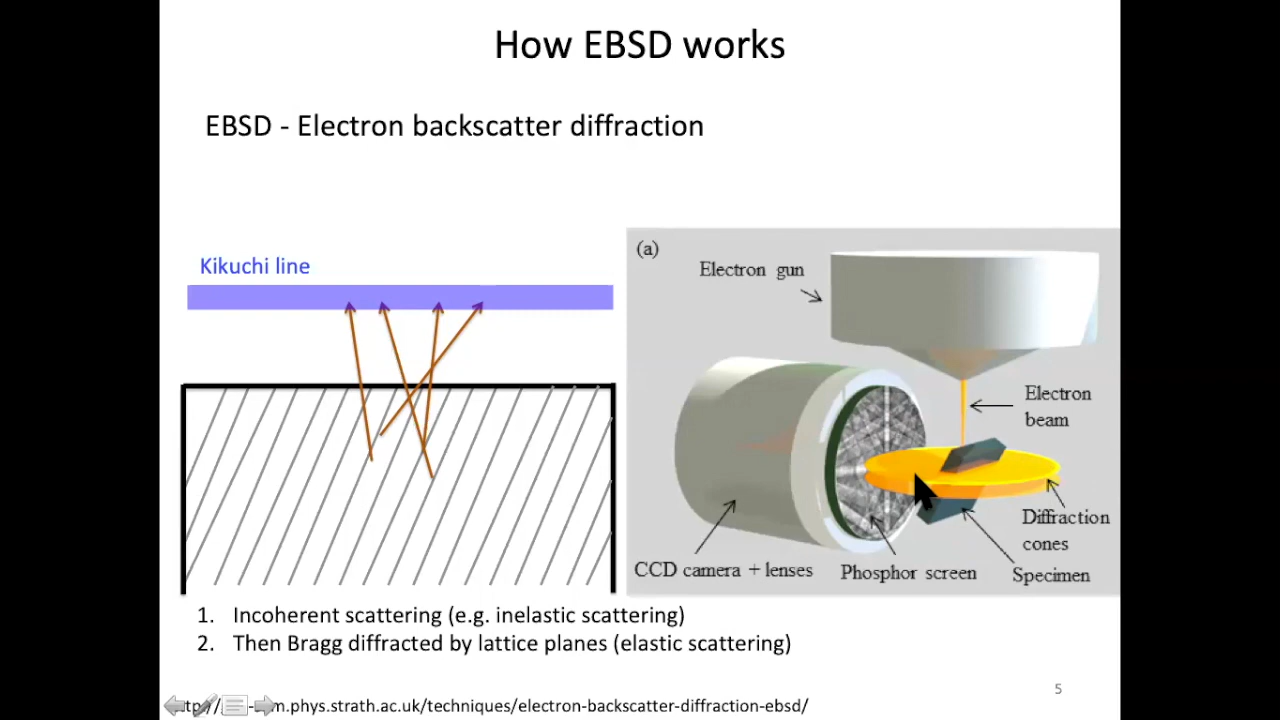 How EBSD works
EBSD - Electron backscatter diffraction
Kikuchi line
(a)
Electron gun
Electron
beam
Diffraction
cones
CCD camera + lenses
Phosphor screen
Specimen
1. Incoherent scattering (e.g. inelastic scattering)
2. Then Bragg diffracted by lattice planes (elastic scattering)
5
.phys.strath.ac.uk/techniques/electron-backscatter-diffraction-ebsd/